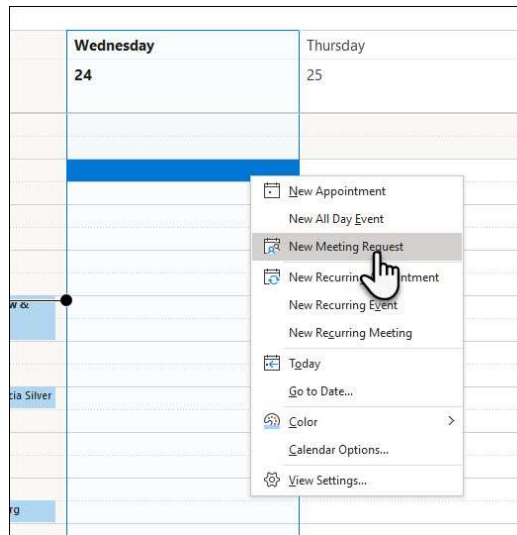 Wednesday
Thursday
24
25
New Appointment
New All Day Event
New Meeting Request
New Recurring ntment
New Recurring Event
New Recurring Meeting
Today
Go to Date...
Color
Calendar Options...
View Settings...
w &
cia Silver
rg